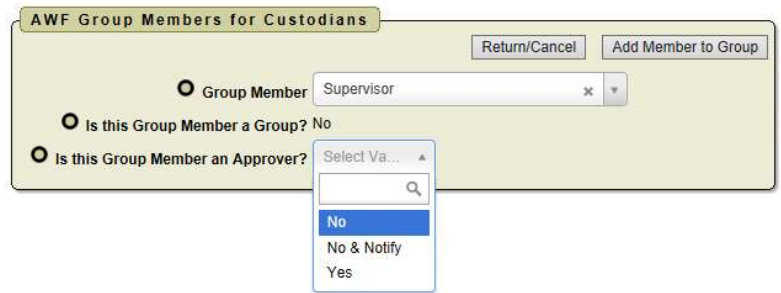 AWF Group Members for Custodians
Return/Cancel Add Member to Group
Group Member Supervisor
Is this Group Member a Group? No
Is this Group Member an Approver? Select Va...
No
No & Notify
Yes